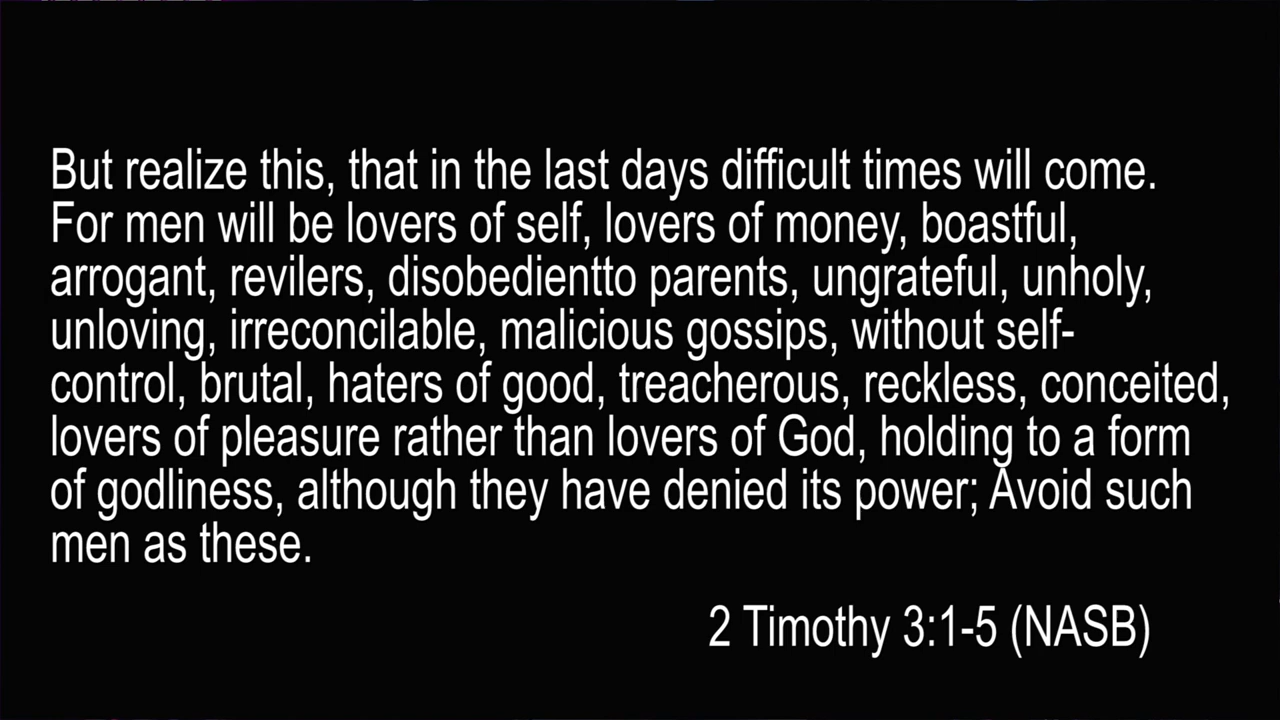 But realize this, that in the last days difficult times will come.
For men will be lovers of self, lovers of money, boastful,
arrogant, revilers, disobedientto parents, ungrateful, unholy,
unloving, irreconcilable, malicious gossips, without self-
control, brutal, haters of good, treacherous, reckless, conceited,
lovers of pleasure rather than lovers of God, holding to a form
of godliness, although they have denied its power; Avoid such
men as these.
2 Timothy 3:1-5 (NASB)